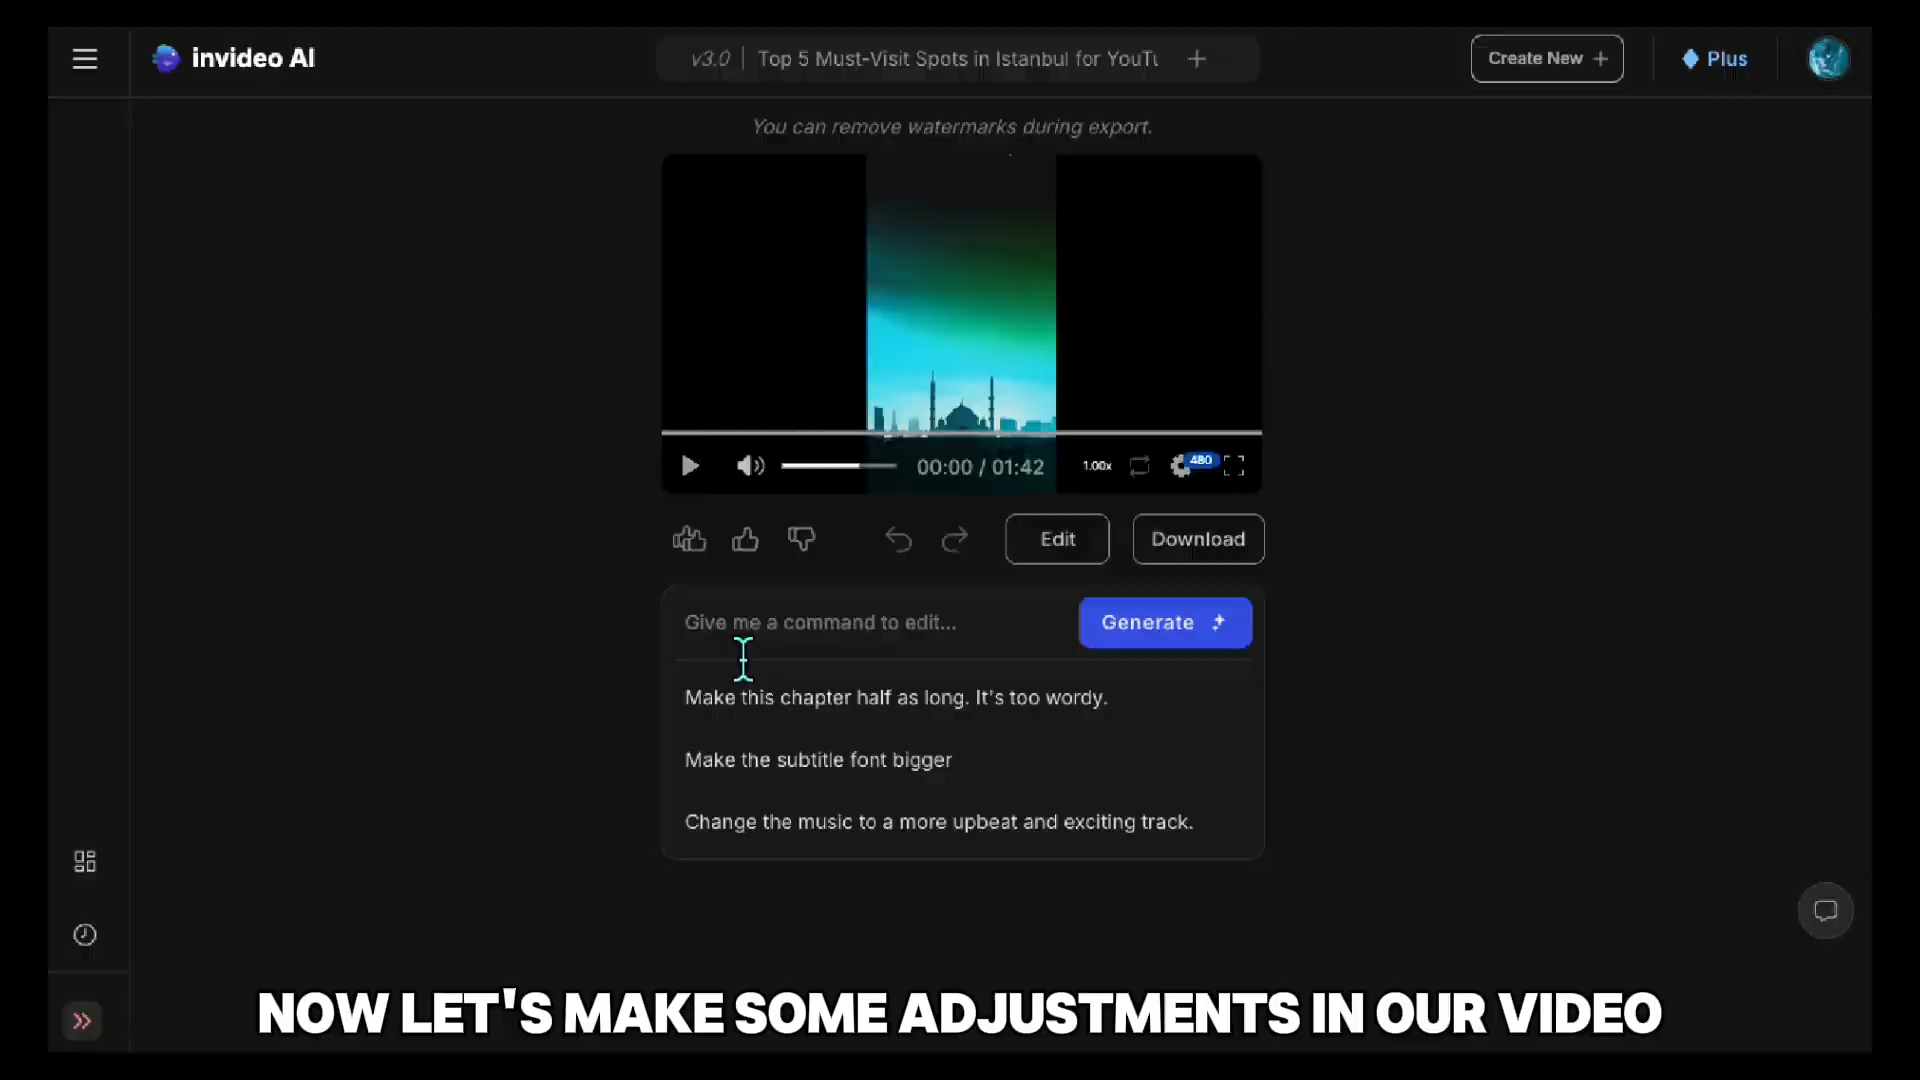 invideo AI
v3.0 | Top 5 Must-Visit Spots in Istanbul for YouTu
Create New +
Plus
You can remove watermarks during export.
00:00 / 01:42
1.00x
480
Edit
Download
Give me a command to edit...
Generate
Make this chapter half as long. It's too wordy.
Make the subtitle font bigger
Change the music to a more upbeat and exciting track.
NOW LET'S MAKE SOME ADJUSTMENTS IN OUR VIDEO